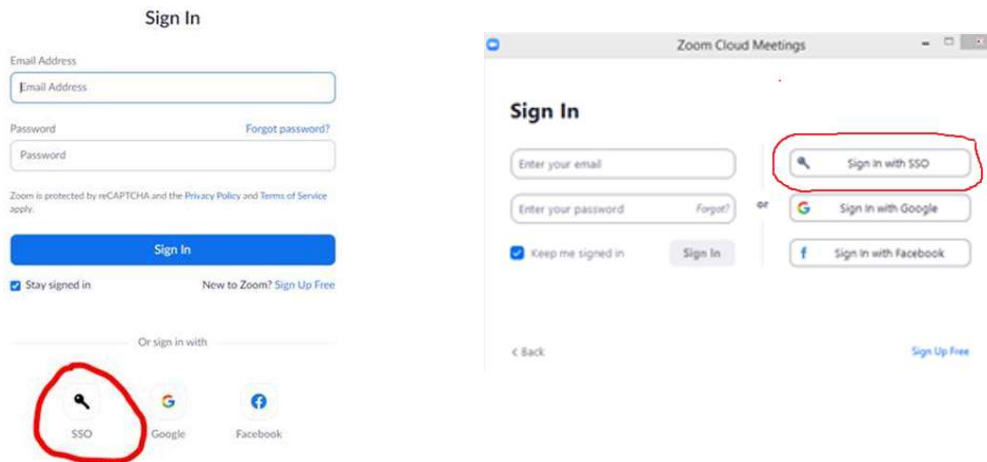 Sign In
Email Address
Email Address
Password
Forgot password?
Password
Zoom is protected by reCAPTCHA and the Privacy Policy and Terms of Service
apply.
Sign In
Stay signed in
New to Zoom? Sign Up Free
Or sign in with
SSO
Google
Facebook
Zoom Cloud Meetings
Sign In
Enter your email
Enter your password
Forgot?
Keep me signed in
Sign In
or
Sign In with SSO
Sign In with Google
Sign In with Facebook
< Back
Sign Up Free